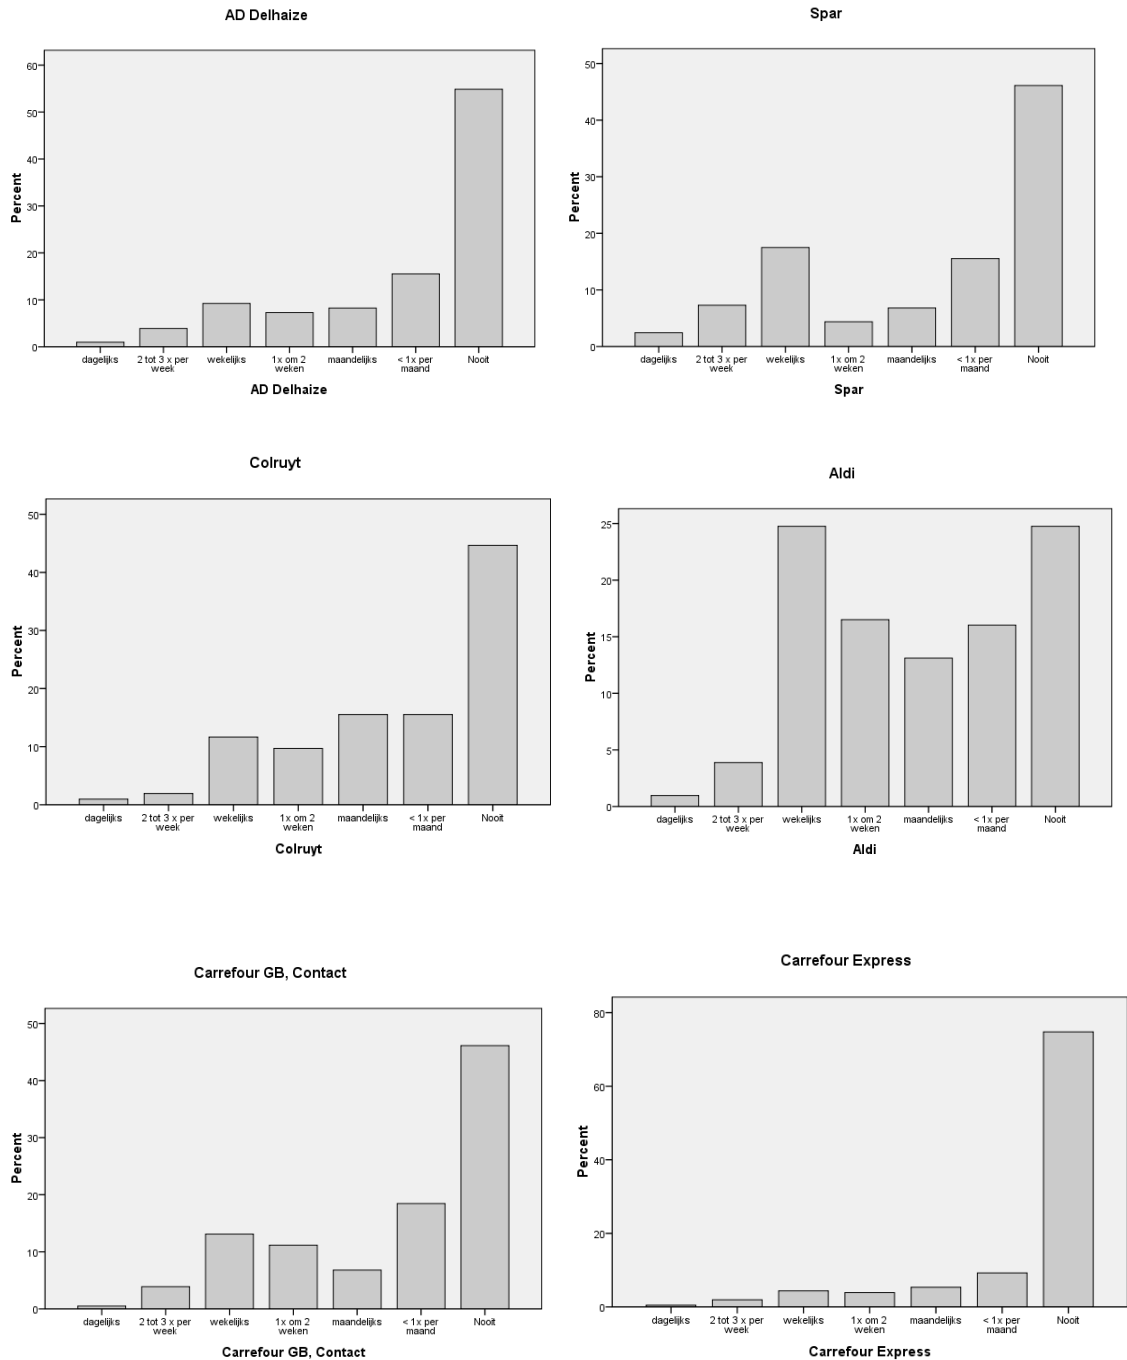 AD Delhaize
Percent
60
50
40
30
20
10
0
dagelijks 2 tot 3 x per wekelijks 1x om 2 maandelijks < 1x per Nooit
week weken maand
AD Delhaize
Spar
Percent
50
40
30
20
10
0
dagelijks 2 tot 3 x per wekelijks 1x om 2 maandelijks < 1x per Nooit
week weken maand
Spar
Colruyt
Percent
50
40
30
20
10
0
dagelijks 2 tot 3 x per wekelijks 1x om 2 maandelijks < 1x per Nooit
week weken maand
Colruyt
Aldi
Percent
25
20
15
10
5
0
dagelijks 2 tot 3 x per wekelijks 1x om 2 maandelijks < 1x per Nooit
week weken maand
Aldi
Carrefour GB, Contact
Percent
50
40
30
20
10
0
dagelijks 2 tot 3 x per wekelijks 1x om 2 maandelijks < 1x per Nooit
week weken maand
Carrefour GB, Contact
Carrefour Express
Percent
80
60
40
20
0
dagelijks 2 tot 3 x per wekelijks 1x om 2 maandelijks < 1x per Nooit
week weken maand
Carrefour Express